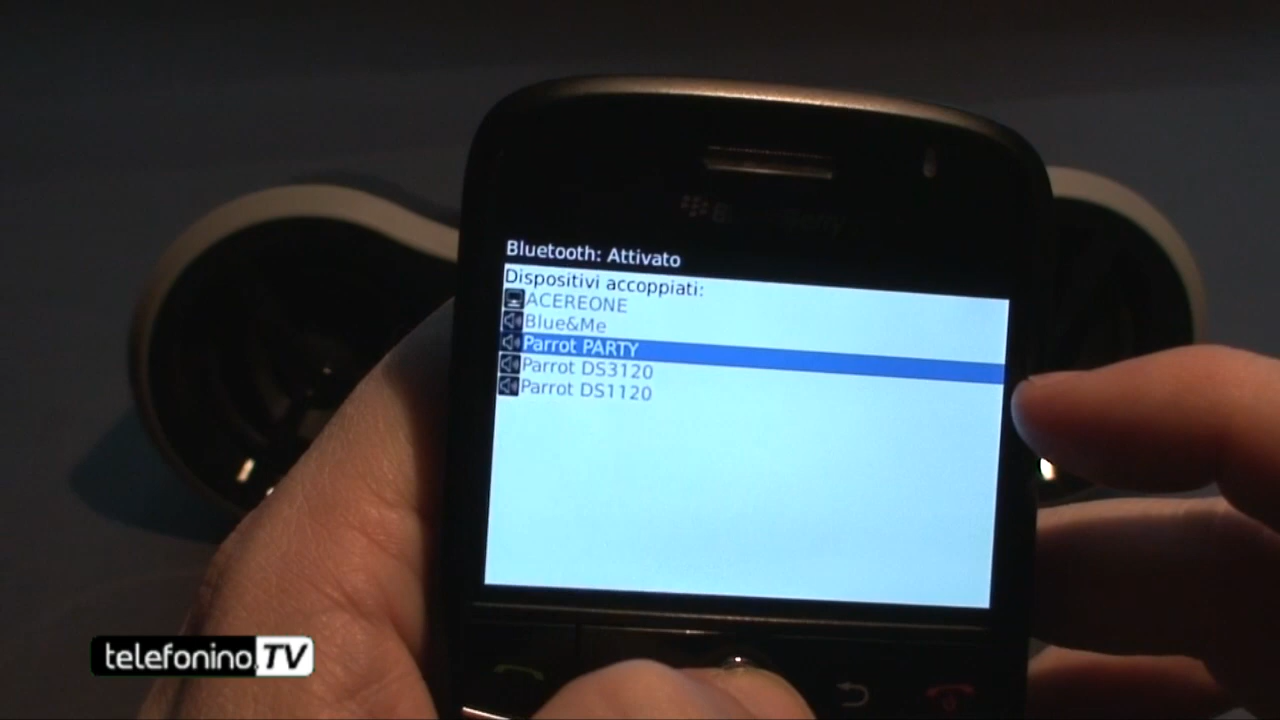 Bluetooth: Attivato
Dispositivi accoppiati:
ACEREONE
Blue&Me
Parrot PARTY
Parrot DS3120
Parrot DS1120
telefonino.TV